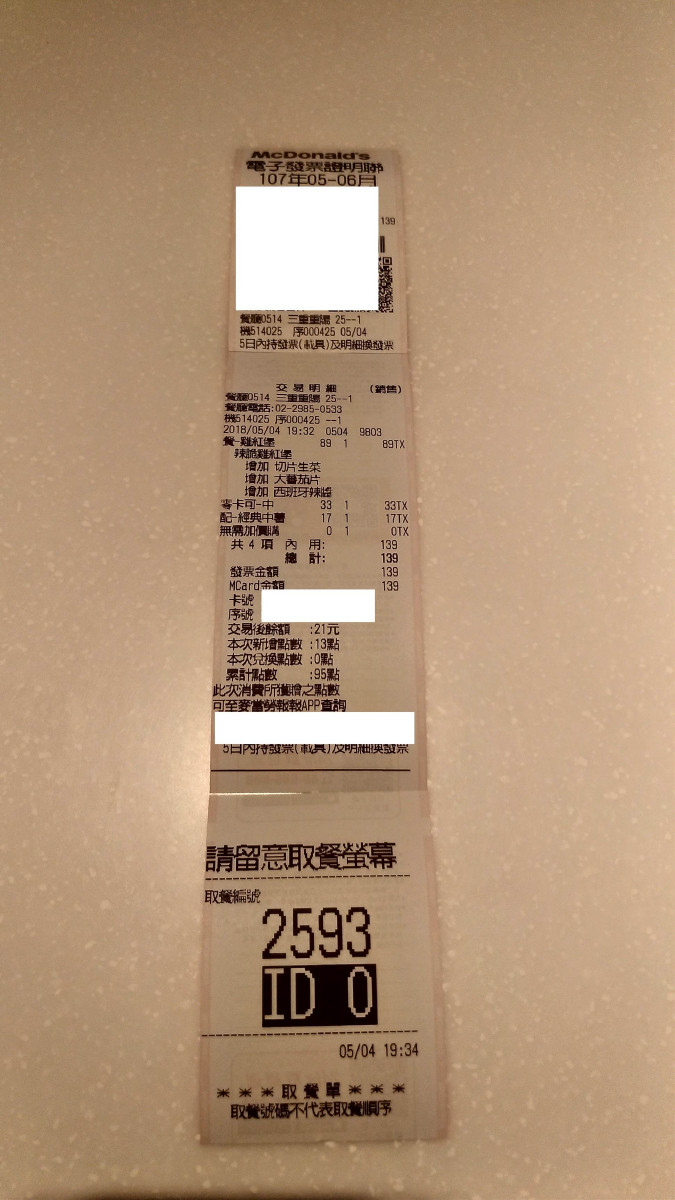 McDonald's
電子發票證明聯
107年05-06月
139
餐廳0514 三重重陽 25--1
機514025 序000425 05/04
5日內持發票(載具)及明細換發票
交易明細 (銷售)
餐廳0514 三重重陽 25--1
餐廳電話:02-2985-0533
機514025 序000425 --1
2018/05/04 19:32 0504 9803
餐-雞紅堡 89 1 89TX
辣脆雞紅堡
增加 切片生菜
增加 大蕃茄片
增加 西班牙辣醬
零卡可-中 33 1 33TX
配-經典中薯 17 1 17TX
無需加價購 0 1 0TX
共 4 項 內 用: 139
總 計: 139
發票金額 139
MCard金額 139
卡號
序號
交易後餘額 :21元
本次新增點數 :13點
本次兌換點數 :0點
累計點數 :95點
此次消費所獲增之點數
可至麥當勞報報APP查詢
5日內持發票(載具)及明細換發票
請留意取餐螢幕
取餐編號
2593
ID 0
05/04 19:34
＊＊＊取餐單＊＊＊
取餐號碼不代表取餐順序